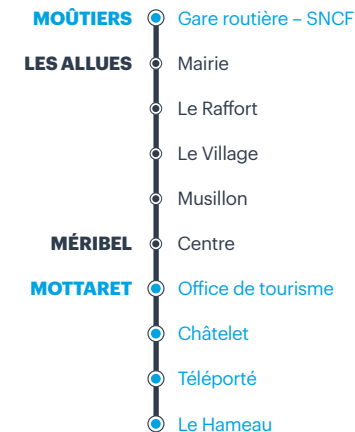 MOÛTIERS Gare routière – SNCF
LES ALLUES Mairie
Le Raffort
Le Village
Musillon
MÉRIBEL Centre
MOTTARET Office de tourisme
Châtelet
Téléporté
Le Hameau